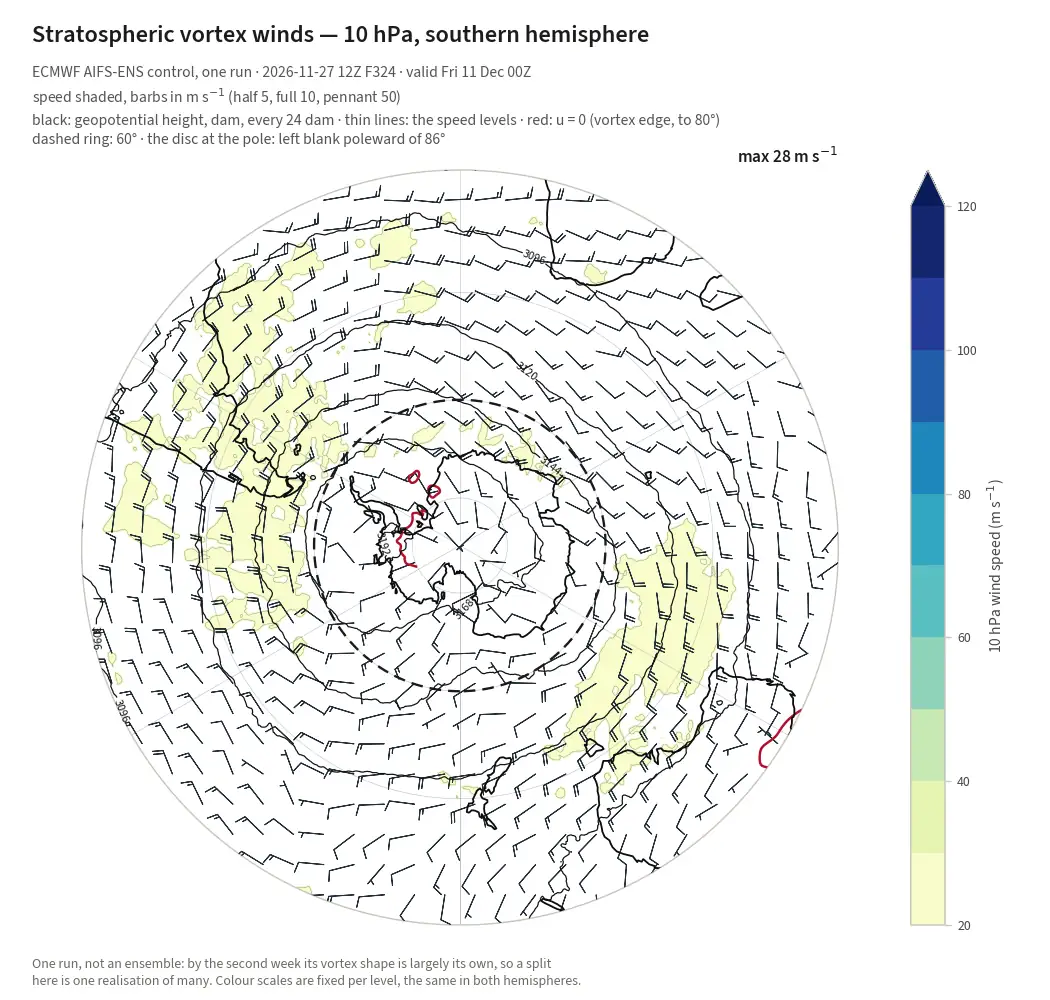 Stratospheric vortex winds — 10 hPa, southern hemisphere
ECMWF AIFS-ENS control, one run · 2026-11-27 12Z F324 · valid Fri 11 Dec 00Z
speed shaded, barbs in m s⁻¹ (half 5, full 10, pennant 50)
black: geopotential height, dam, every 24 dam · thin lines: the speed levels · red: u = 0 (vortex edge, to 80°)
dashed ring: 60° · the disc at the pole: left blank poleward of 86°
max 28 m s⁻¹
3096
3120
3144
3096
3096
120
100
80
60
40
20
10 hPa wind speed (m s⁻¹)
One run, not an ensemble: by the second week its vortex shape is largely its own, so a split
here is one realisation of many. Colour scales are fixed per level, the same in both hemispheres.